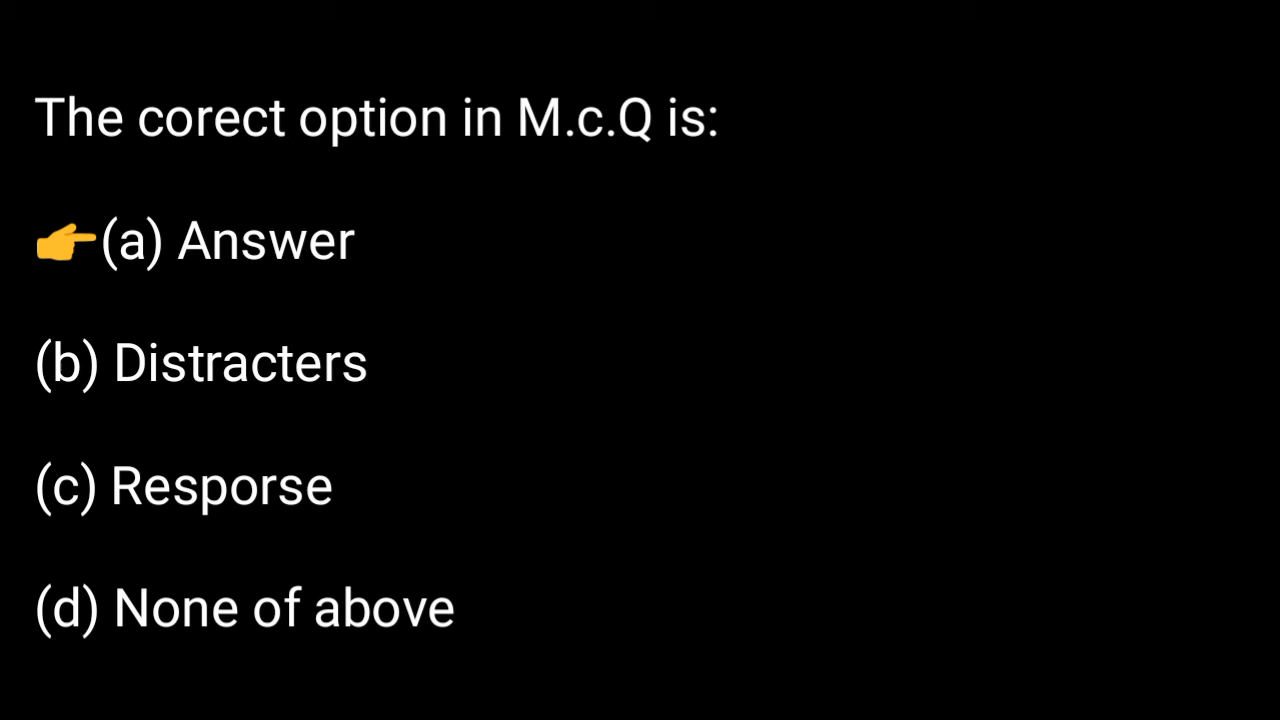 The corect option in M.c.Q is:
👉(a) Answer
(b) Distracters
(c) Resporse
(d) None of above